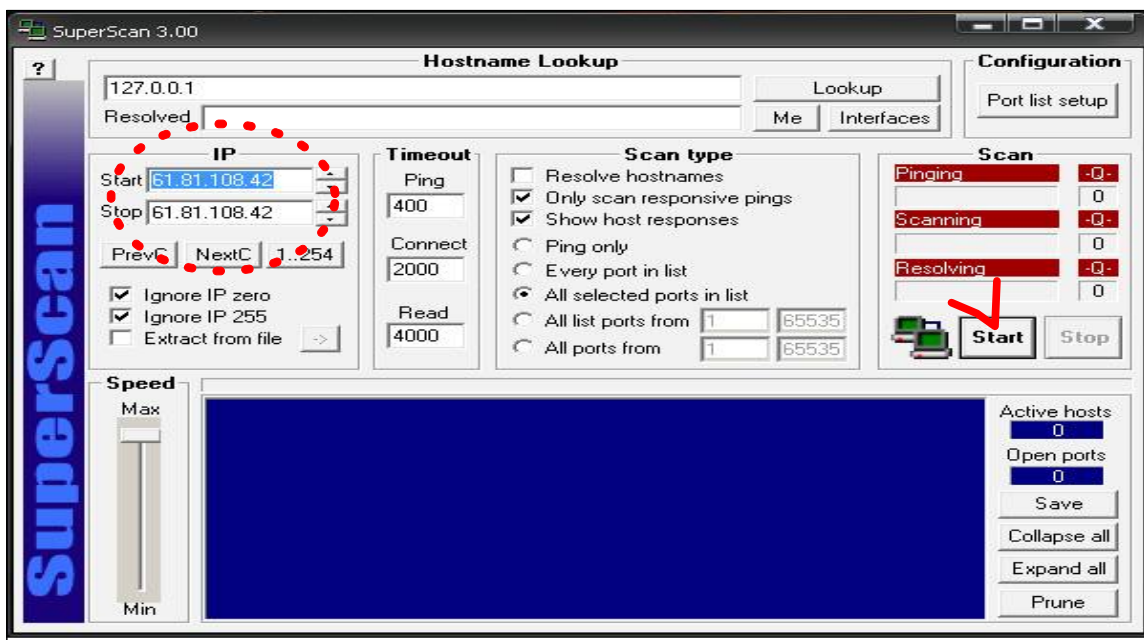 SuperScan 3.00
?
Hostname Lookup
127.0.0.1
Lookup
Resolved
Me
Interfaces
Configuration
Port list setup
IP
Start 61.81.108.42
Stop 61.81.108.42
PrevC NextC 1..254
Ignore IP zero
Ignore IP 255
Extract from file ->
Timeout
Ping
400
Connect
2000
Read
4000
Scan type
Resolve hostnames
Only scan responsive pings
Show host responses
Ping only
Every port in list
All selected ports in list
All list ports from 1 65535
All ports from 1 65535
Scan
Pinging -Q-
0
Scanning -Q-
0
Resolving -Q-
0
Start Stop
SuperScan
Speed
Max
Min
Active hosts
0
Open ports
0
Save
Collapse all
Expand all
Prune